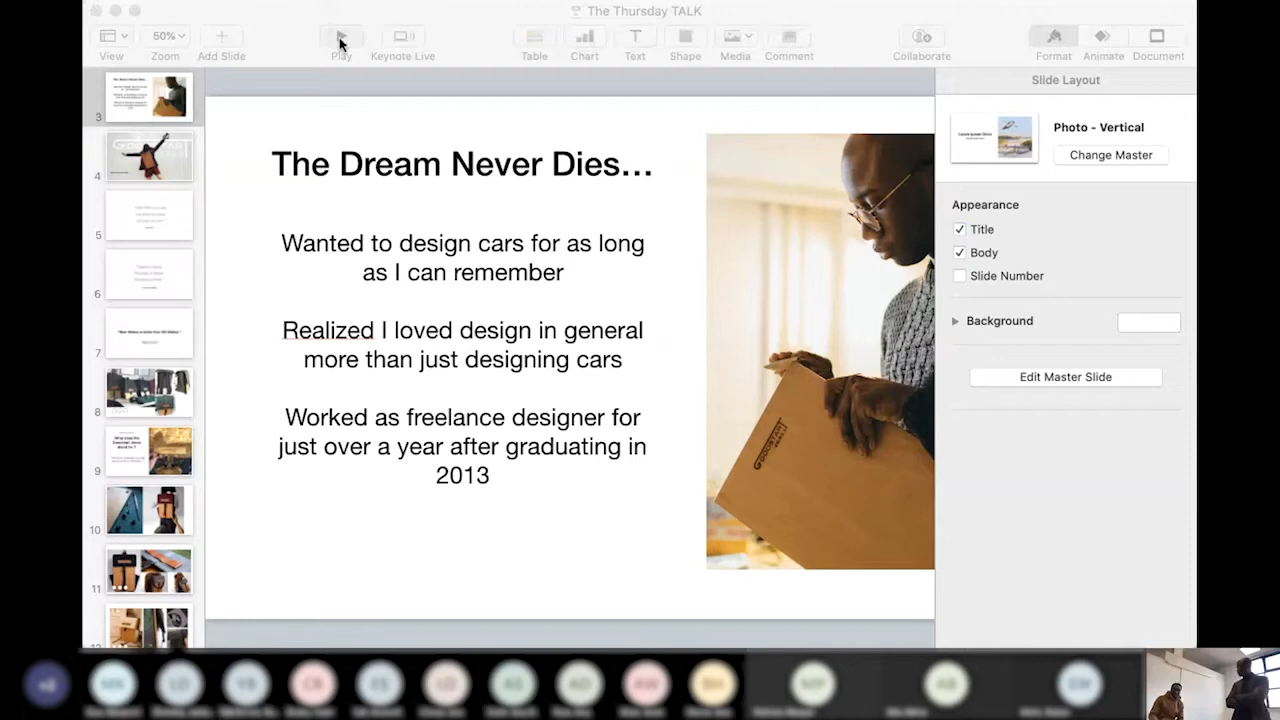 The Thursday TALK
50%
View
Zoom
Add Slide
Play
Keynote Live
Table
Chart
Text
Shape
Media
Comment
Collaborate
Format
Animate
Document
Slide Layout
3
4
5
6
7
8
9
10
11
The Dream Never Dies...
Wanted to design cars for as long
as I can remember
Realized I loved design in general
more than just designing cars
Worked as freelance designer for
just over a year after graduating in
2013
Photo - Vertical
Change Master
Appearance
Title
Body
Slide Number
Background
Edit Master Slide